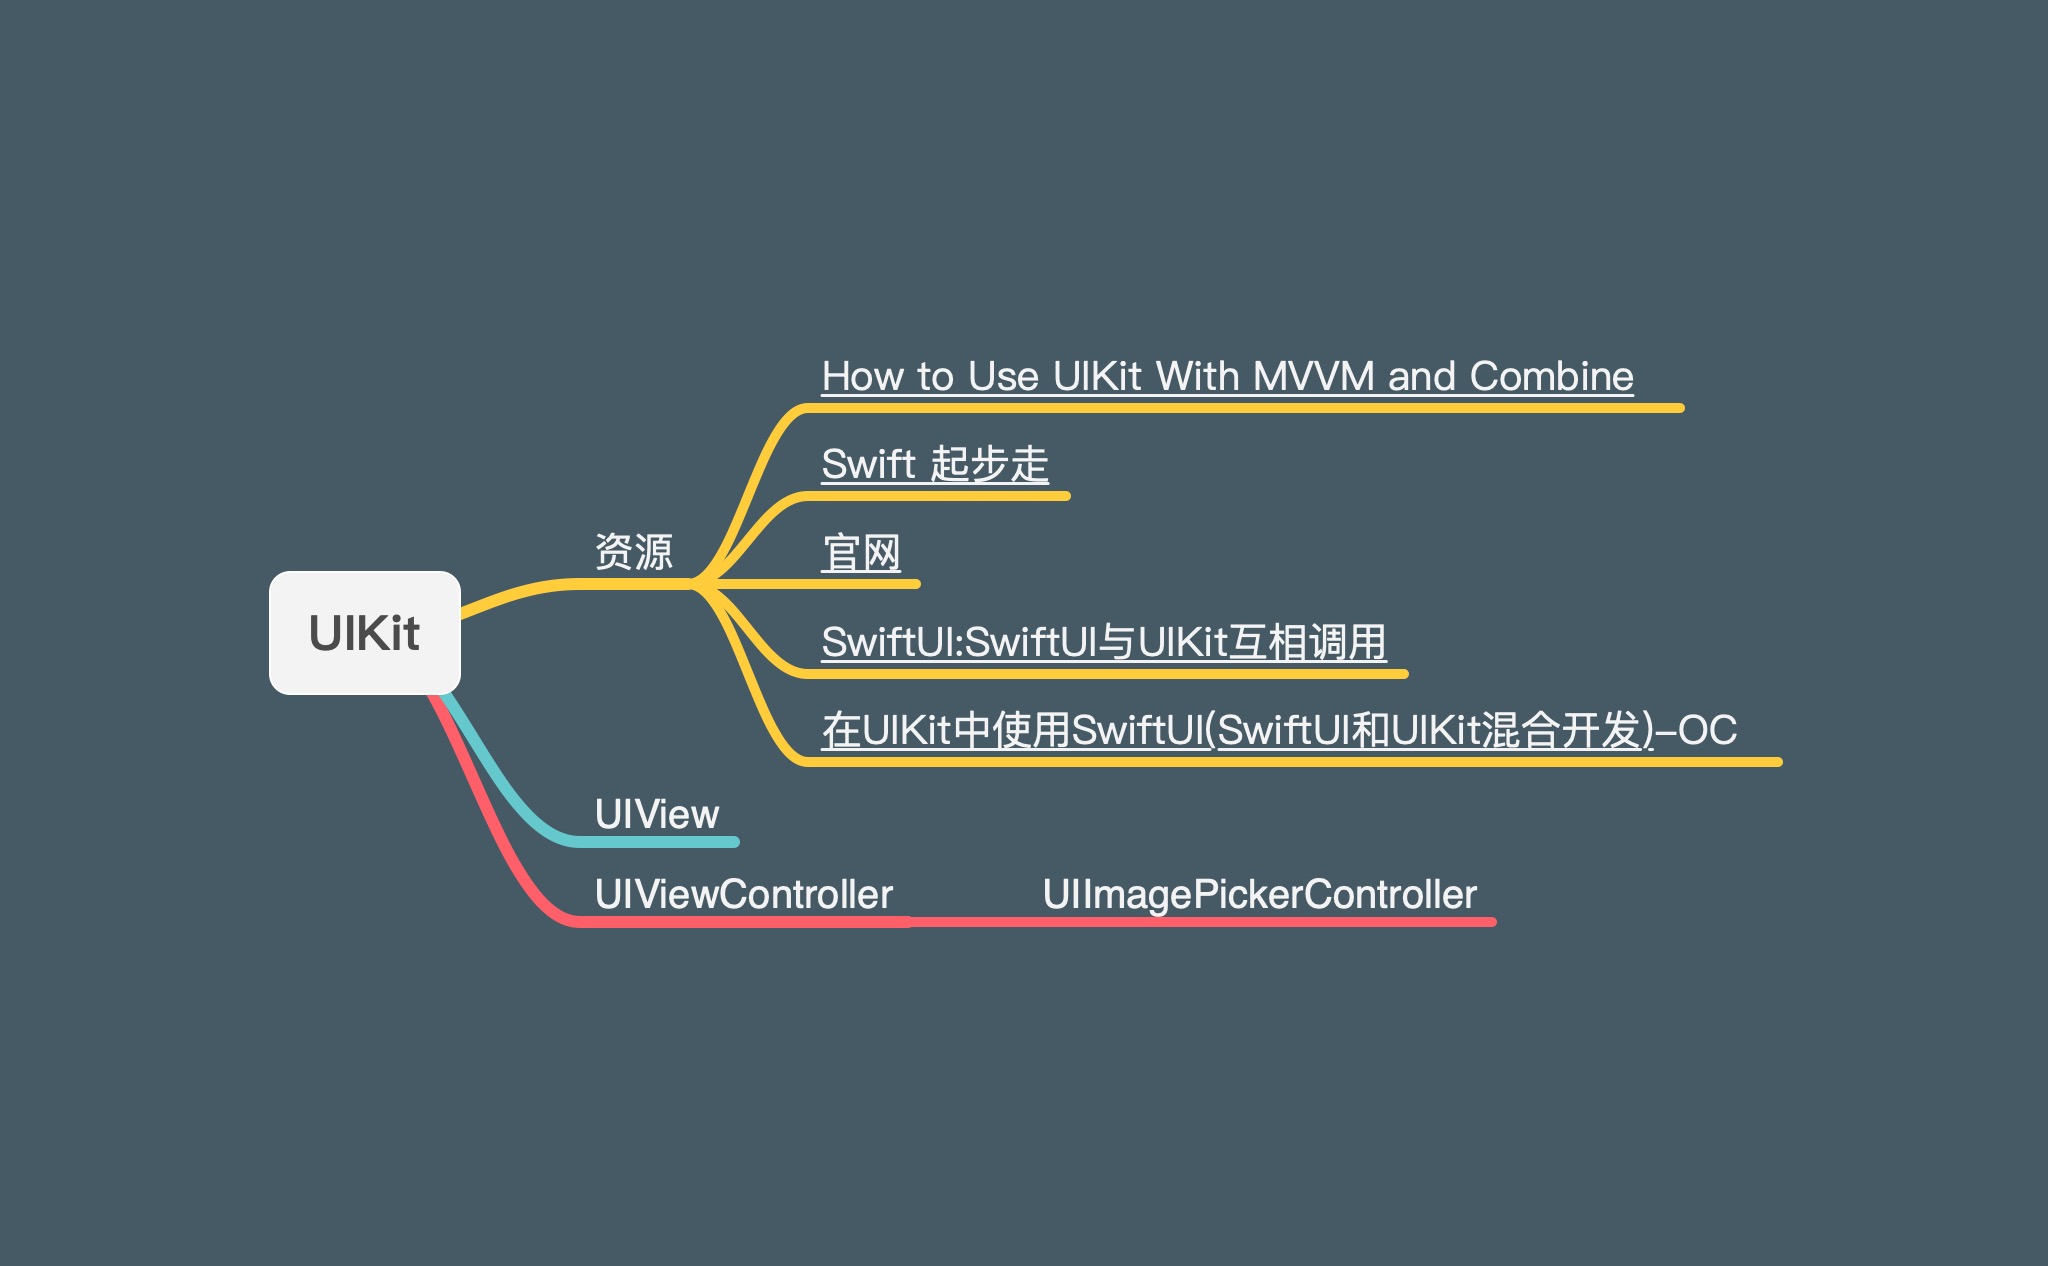 How to Use UIKit With MVVM and Combine
Swift 起步走
资源
官网
UIKit
SwiftUI:SwiftUI与UIKit互相调用
在UIKit中使用SwiftUI(SwiftUI和UIKit混合开发)-OC
UIView
UIViewController
UIImagePickerController